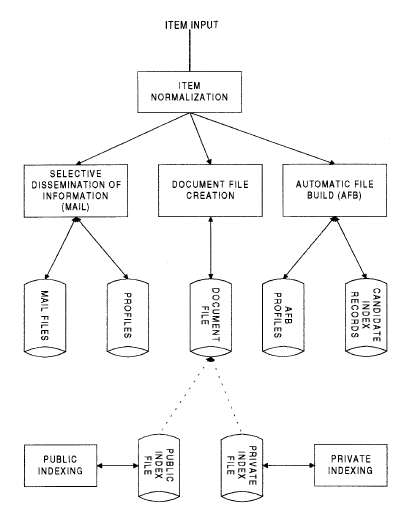 ITEM INPUT
ITEM
NORMALIZATION
SELECTIVE
DISSEMINATION OF
INFORMATION
(MAIL)
DOCUMENT FILE
CREATION
AUTOMATIC FILE
BUILD (AFB)
MAIL FILES
PROFILES
DOCUMENT
FILE
AFB
PROFILES
CANDIDATE
INDEX
RECORDS
PUBLIC
INDEXING
PUBLIC
INDEX
FILE
PRIVATE
INDEX
FILE
PRIVATE
INDEXING